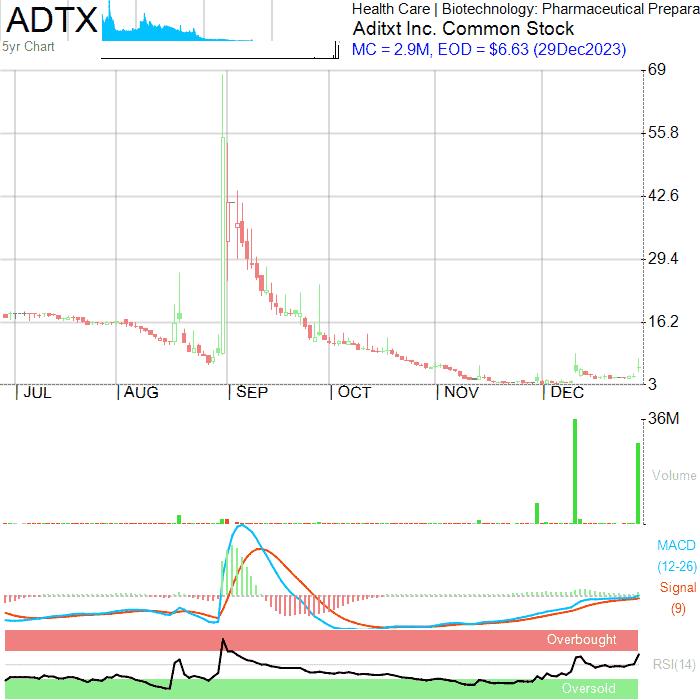 ADTX
5yr Chart
Health Care | Biotechnology: Pharmaceutical Prepara
Aditxt Inc. Common Stock
MC = 2.9M, EOD = $6.63 (29Dec2023)
69
55.8
42.6
29.4
16.2
3
JUL AUG SEP OCT NOV DEC
36M
Volume
MACD
(12-26)
Signal
(9)
Overbought
RSI(14)
Oversold